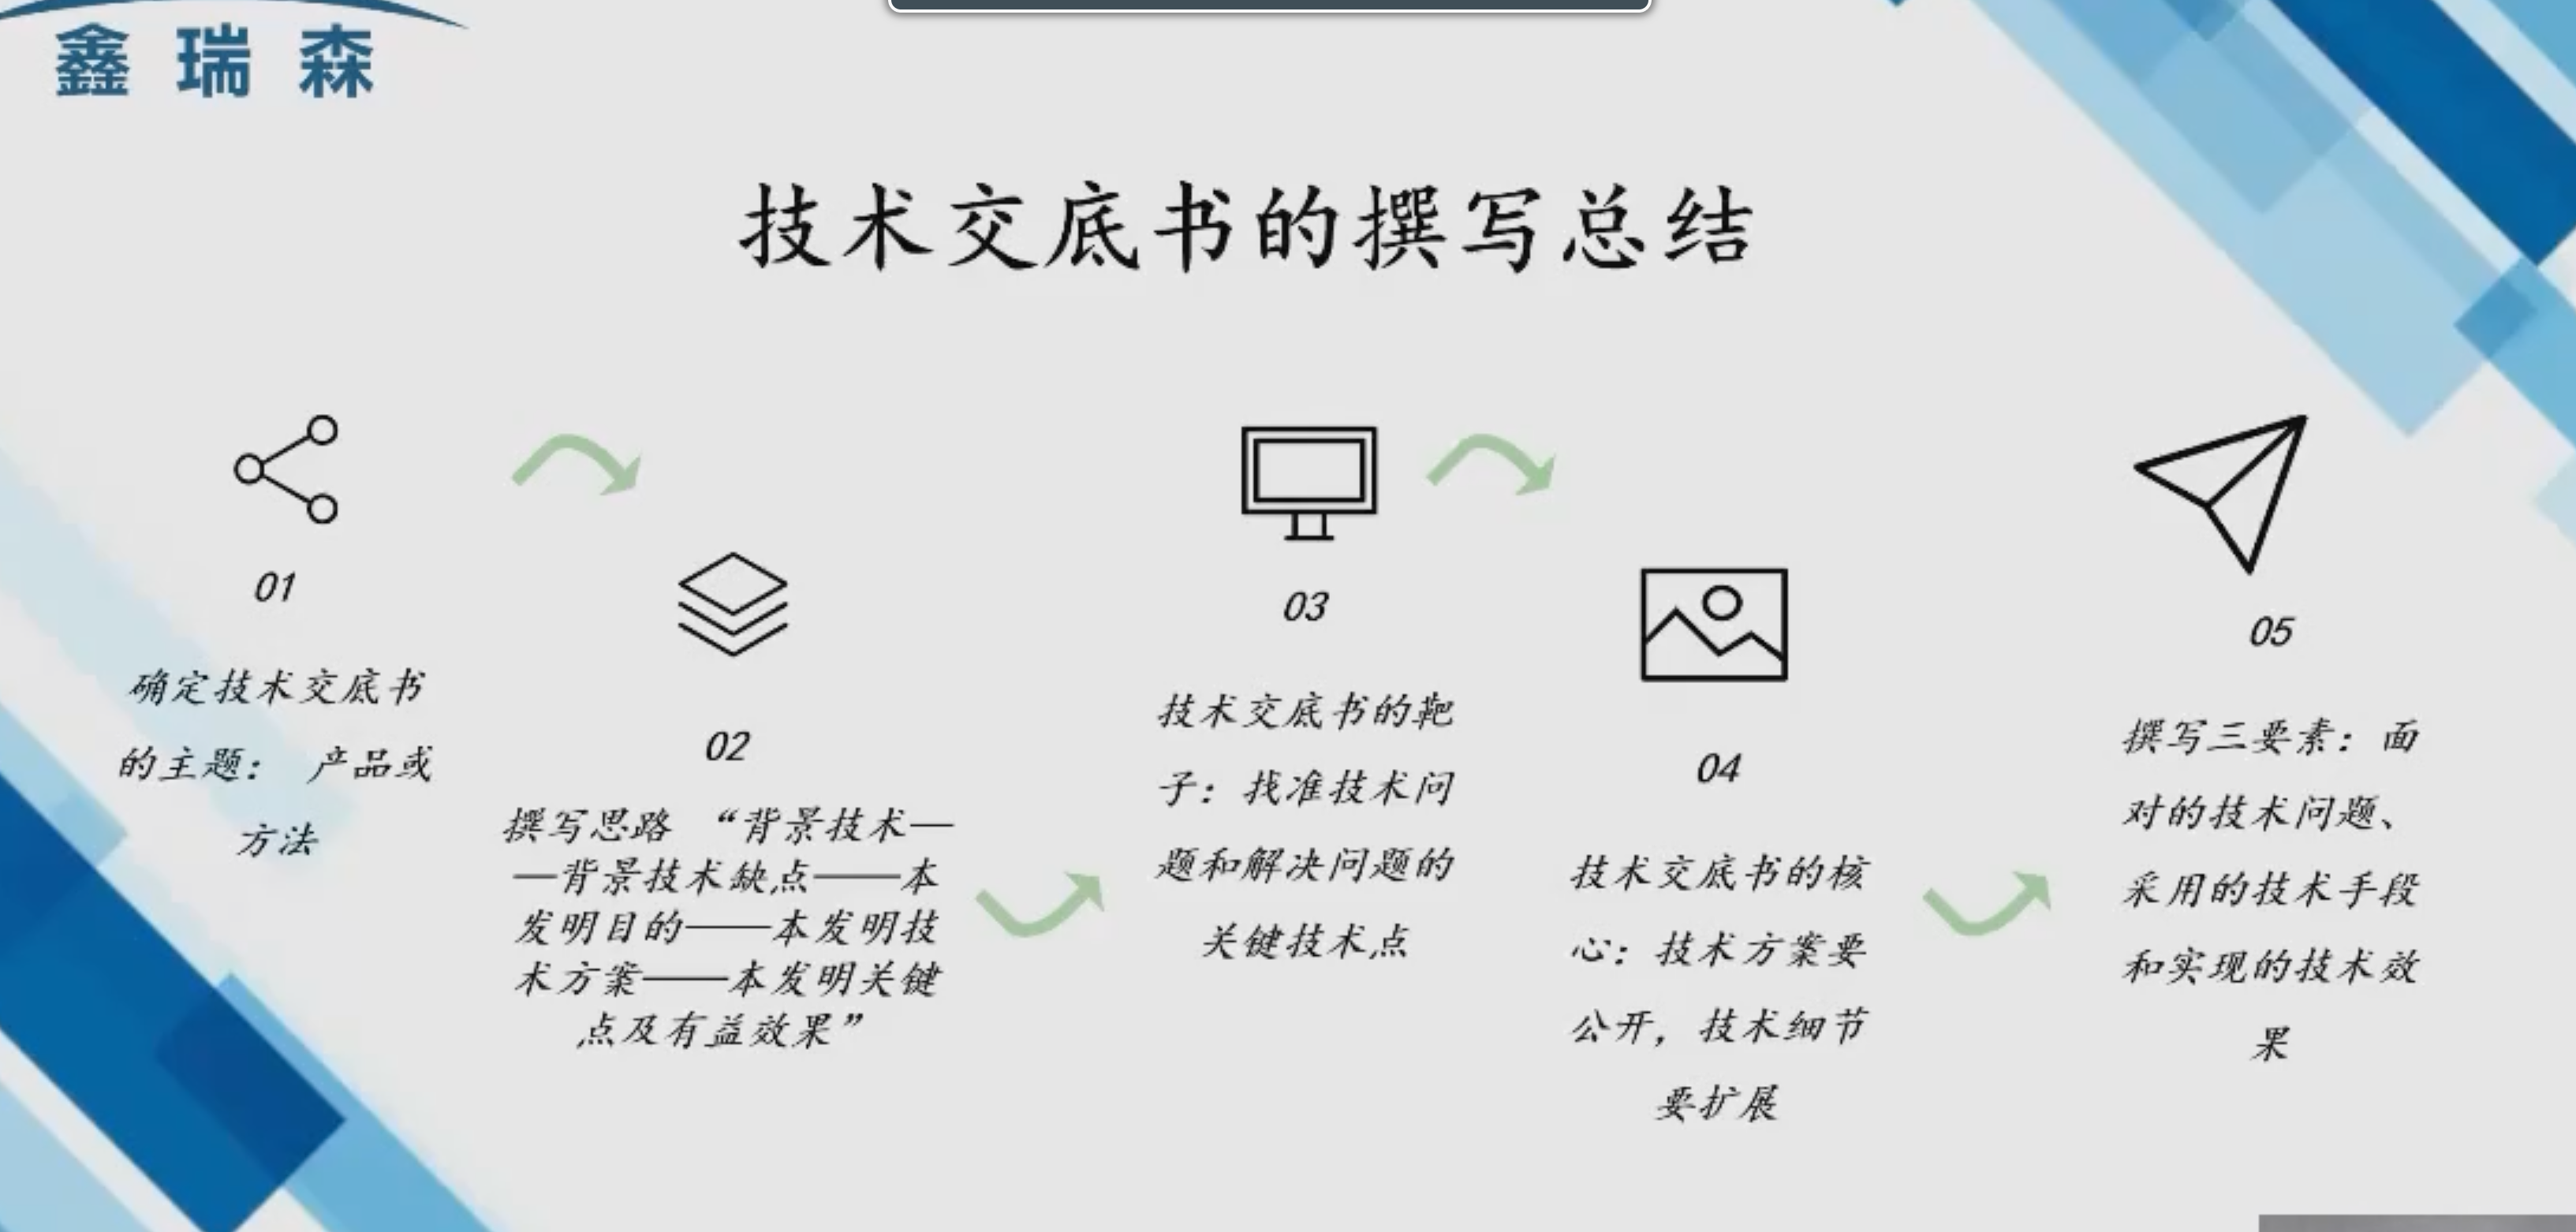 鑫瑞森
技术交底书的撰写总结
01
确定技术交底书
的主题： 产品或
方法
02
撰写思路 “背景技术—
—背景技术缺点——本
发明目的——本发明技
术方案——本发明关键
点及有益效果”
03
技术交底书的靶
子：找准技术问
题和解决问题的
关键技术点
04
技术交底书的核
心：技术方案要
公开，技术细节
要扩展
05
撰写三要素：面
对的技术问题、
采用的技术手段
和实现的技术效
果